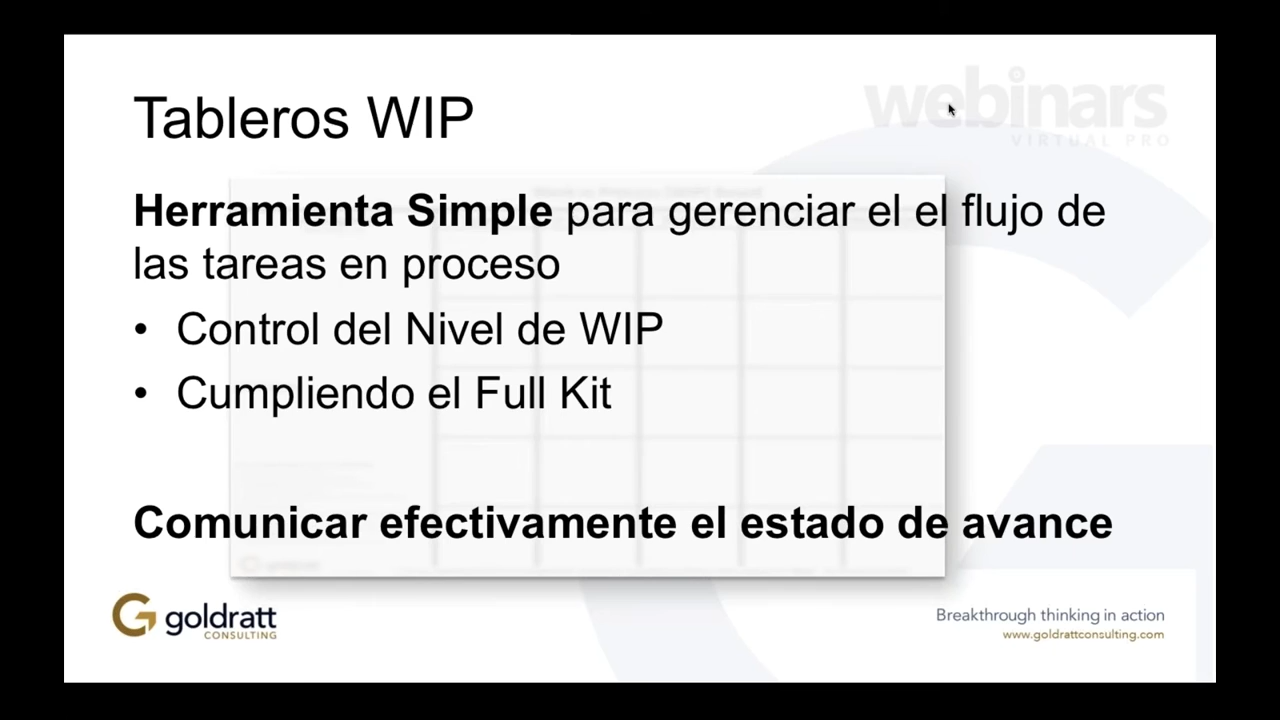 webinars
VIRTUAL PRO
Tableros WIP
Herramienta Simple para gerenciar el el flujo de
las tareas en proceso
• Control del Nivel de WIP
• Cumpliendo el Full Kit
Comunicar efectivamente el estado de avance
goldratt
CONSULTING
Breakthrough thinking in action
www.goldrattconsulting.com